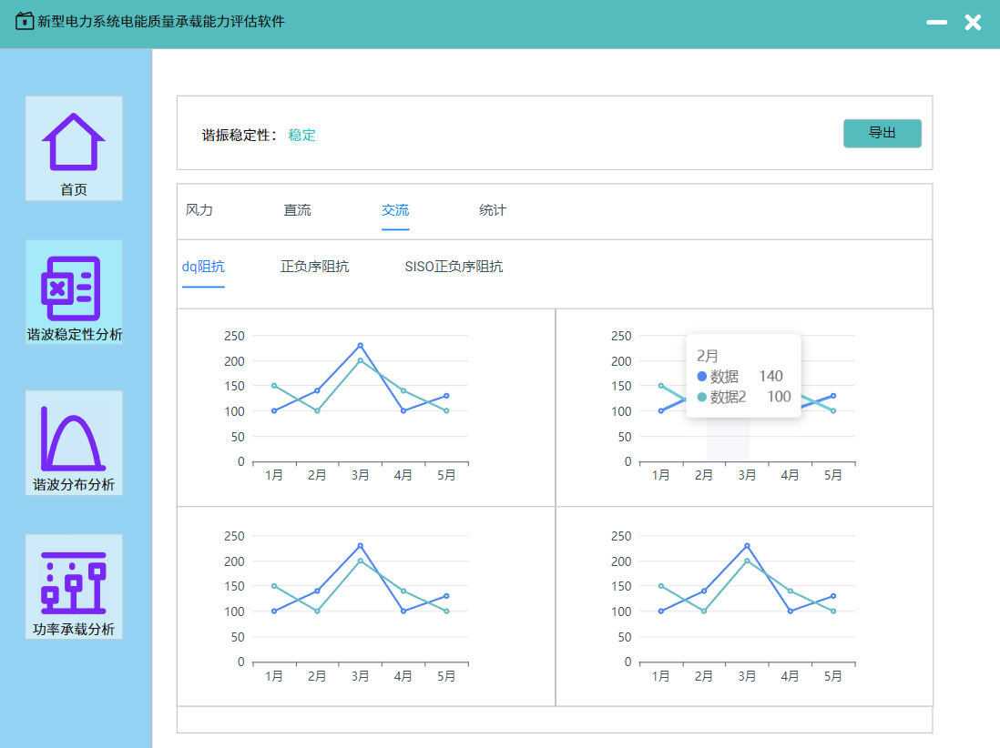 新型电力系统电能质量承载能力评估软件
首页
谐波稳定性分析
谐波分布分析
功率承载分析
谐振稳定性： 稳定
导出
风力 直流 交流 统计
dq阻抗 正负序阻抗 SISO正负序阻抗
250
200
150
100
50
0
1月 2月 3月 4月 5月
250
200
150
100
50
0
1月 2月 3月 4月 5月
2月
数据 140
数据2 100
250
200
150
100
50
0
1月 2月 3月 4月 5月
250
200
150
100
50
0
1月 2月 3月 4月 5月